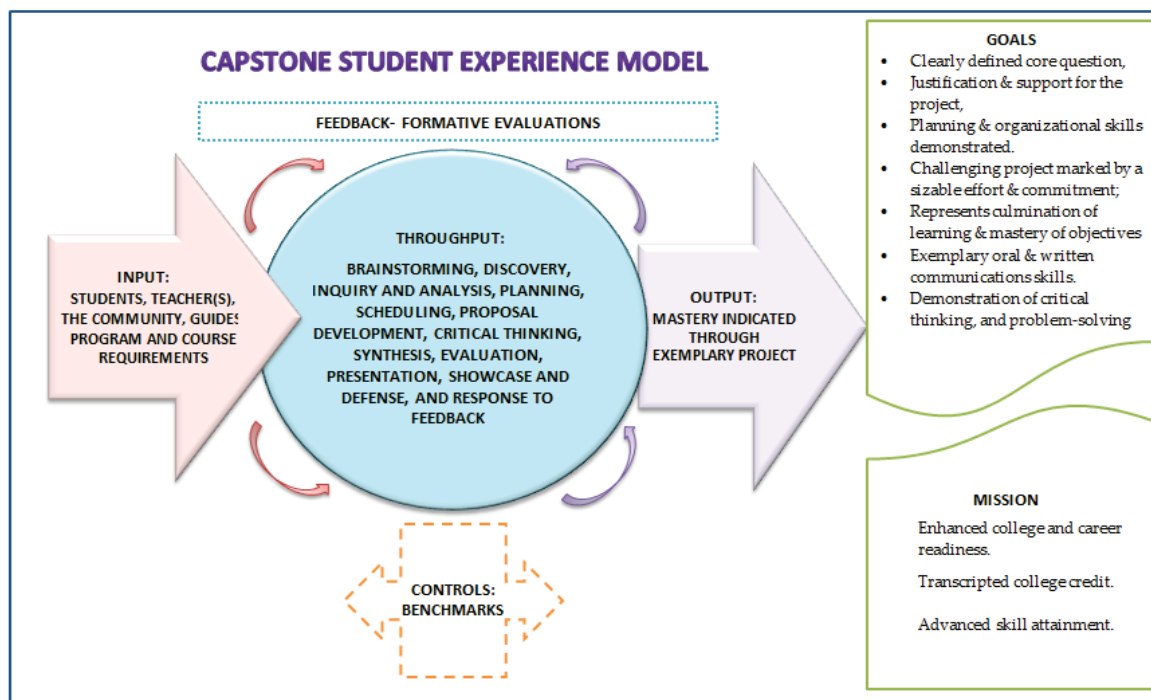 CAPSTONE STUDENT EXPERIENCE MODEL
FEEDBACK- FORMATIVE EVALUATIONS
INPUT:
STUDENTS, TEACHER(S),
THE COMMUNITY, GUIDES
PROGRAM AND COURSE
REQUIREMENTS
THROUGHPUT:
BRAINSTORMING, DISCOVERY,
INQUIRY AND ANALYSIS, PLANNING,
SCHEDULING, PROPOSAL
DEVELOPMENT, CRITICAL THINKING,
SYNTHESIS, EVALUATION,
PRESENTATION, SHOWCASE AND
DEFENSE, AND RESPONSE TO
FEEDBACK
OUTPUT:
MASTERY INDICATED
THROUGH
EXEMPLARY PROJECT
CONTROLS:
BENCHMARKS
GOALS
• Clearly defined core question,
• Justification & support for the
project,
• Planning & organizational skills
demonstrated.
• Challenging project marked by a
sizable effort & commitment;
• Represents culmination of
learning & mastery of objectives
• Exemplary oral & written
communications skills.
• Demonstration of critical
thinking, and problem-solving
MISSION
Enhanced college and career
readiness.
Transcripted college credit.
Advanced skill attainment.